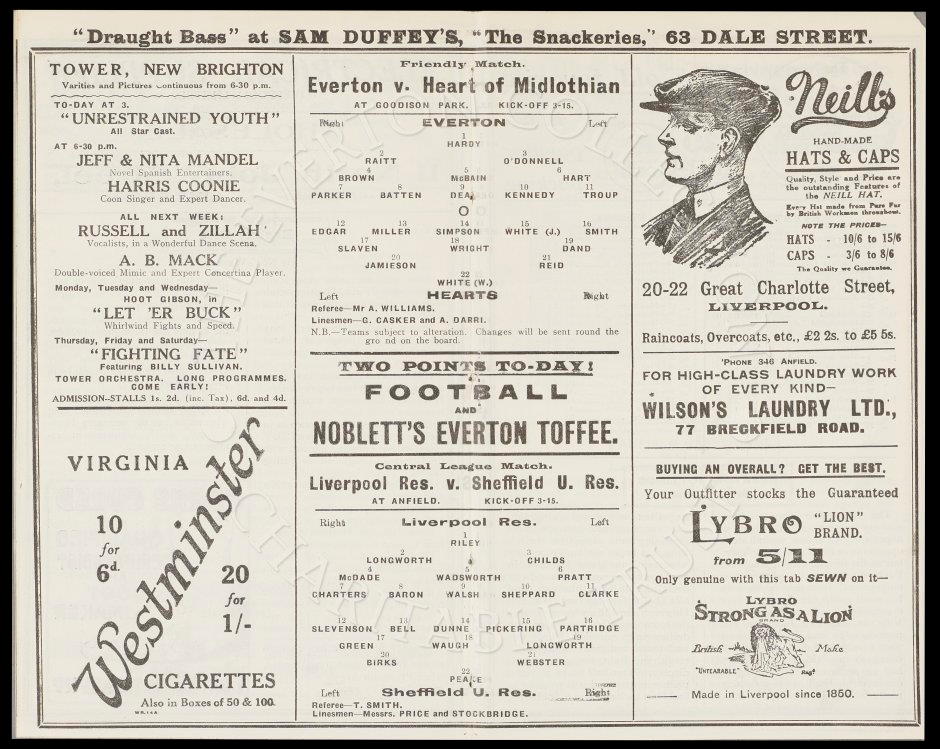 "Draught Bass" at SAM DUFFEY'S, "The Snackeries," 63 DALE STREET.
TOWER, NEW BRIGHTON
Varieties and Pictures Continuous from 6-30 p.m.
TO-DAY AT 3.
"UNRESTRAINED YOUTH"
All Star Cast.
AT 6-30 p.m.
JEFF & NITA MANDEL
Novel Spanish Entertainers.
HARRIS COONIE
Coon Singer and Expert Dancer.
ALL NEXT WEEK:
RUSSELL and ZILLAH
Vocalists, in a Wonderful Dance Scena.
A. B. MACK
Double-voiced Mimic and Expert Concertina Player.
Monday, Tuesday and Wednesday—
HOOT GIBSON, in
"LET 'ER BUCK"
Whirlwind Fights and Speed.
Thursday, Friday and Saturday—
"FIGHTING FATE"
Featuring BILLY SULLIVAN.
TOWER ORCHESTRA. LONG PROGRAMMES.
COME EARLY!
ADMISSION—STALLS 1s. 2d. (inc. Tax), 6d. and 4d.
VIRGINIA
10
for
6d.
Westminster
20
for
1/-
CIGARETTES
Also in Boxes of 50 & 100.
Friendly Match.
Everton v. Heart of Midlothian
AT GOODISON PARK. KICK-OFF 3-15.
Right EVERTON Left
1
HARDY
2 3
RAITT O'DONNELL
4 5 6
BROWN McBAIN HART
7 8 9 10 11
PARKER BATTEN DEAN KENNEDY TROUP
O
12 13 14 15 16
EDGAR MILLER SIMPSON WHITE (J.) SMITH
17 18 19
SLAVEN WRIGHT DAND
20 21
JAMIESON REID
22
WHITE (W.)
Left HEARTS Right
Referee—Mr A. WILLIAMS.
Linesmen—G. CASKER and A. DARRI.
N.B.—Teams subject to alteration. Changes will be sent round the
gro nd on the board.
TWO POINTS TO-DAY!
FOOTBALL
AND
NOBLETT'S EVERTON TOFFEE.
Central League Match.
Liverpool Res. v. Sheffield U. Res.
AT ANFIELD. KICK-OFF 3-15.
Right Liverpool Res. Left
1
RILEY
2 3
LONGWORTH CHILDS
4 5 6
McDADE WADSWORTH PRATT
7 8 9 10 11
CHARTERS BARON WALSH SHEPPARD CLARKE
12 13 14 15 16
SLEVENSON BELL DUNNE PICKERING PARTRIDGE
17 18 19
GREEN WAUGH LONGWORTH
20 21
BIRKS WEBSTER
22
PEAKE
Left Sheffield U. Res. Right
Referee—T. SMITH.
Linesmen—Messrs. PRICE and STOCKBRIDGE.
Neill's
HAND-MADE
HATS & CAPS
Quality, Style and Price are
the outstanding Features of
the NEILL HAT.
Every Hat made from Pure Fur
by British Workmen throughout.
NOTE THE PRICES—
HATS - 10/6 to 15/6
CAPS - 3/6 to 8/6
The Quality we Guarantee.
20-22 Great Charlotte Street,
LIVERPOOL.
Raincoats, Overcoats, etc., £2 2s. to £5 5s.
'PHONE 346 ANFIELD.
FOR HIGH-CLASS LAUNDRY WORK
OF EVERY KIND—
WILSON'S LAUNDRY LTD.,
77 BRECKFIELD ROAD.
BUYING AN OVERALL? GET THE BEST.
Your Outfitter stocks the Guaranteed
LYBRO "LION"
BRAND.
from 5/11
Only genuine with this tab SEWN on it—
LYBRO
STRONG AS A LION
BRAND
British Make
"UNTEARABLE" Regd
Made in Liverpool since 1850.